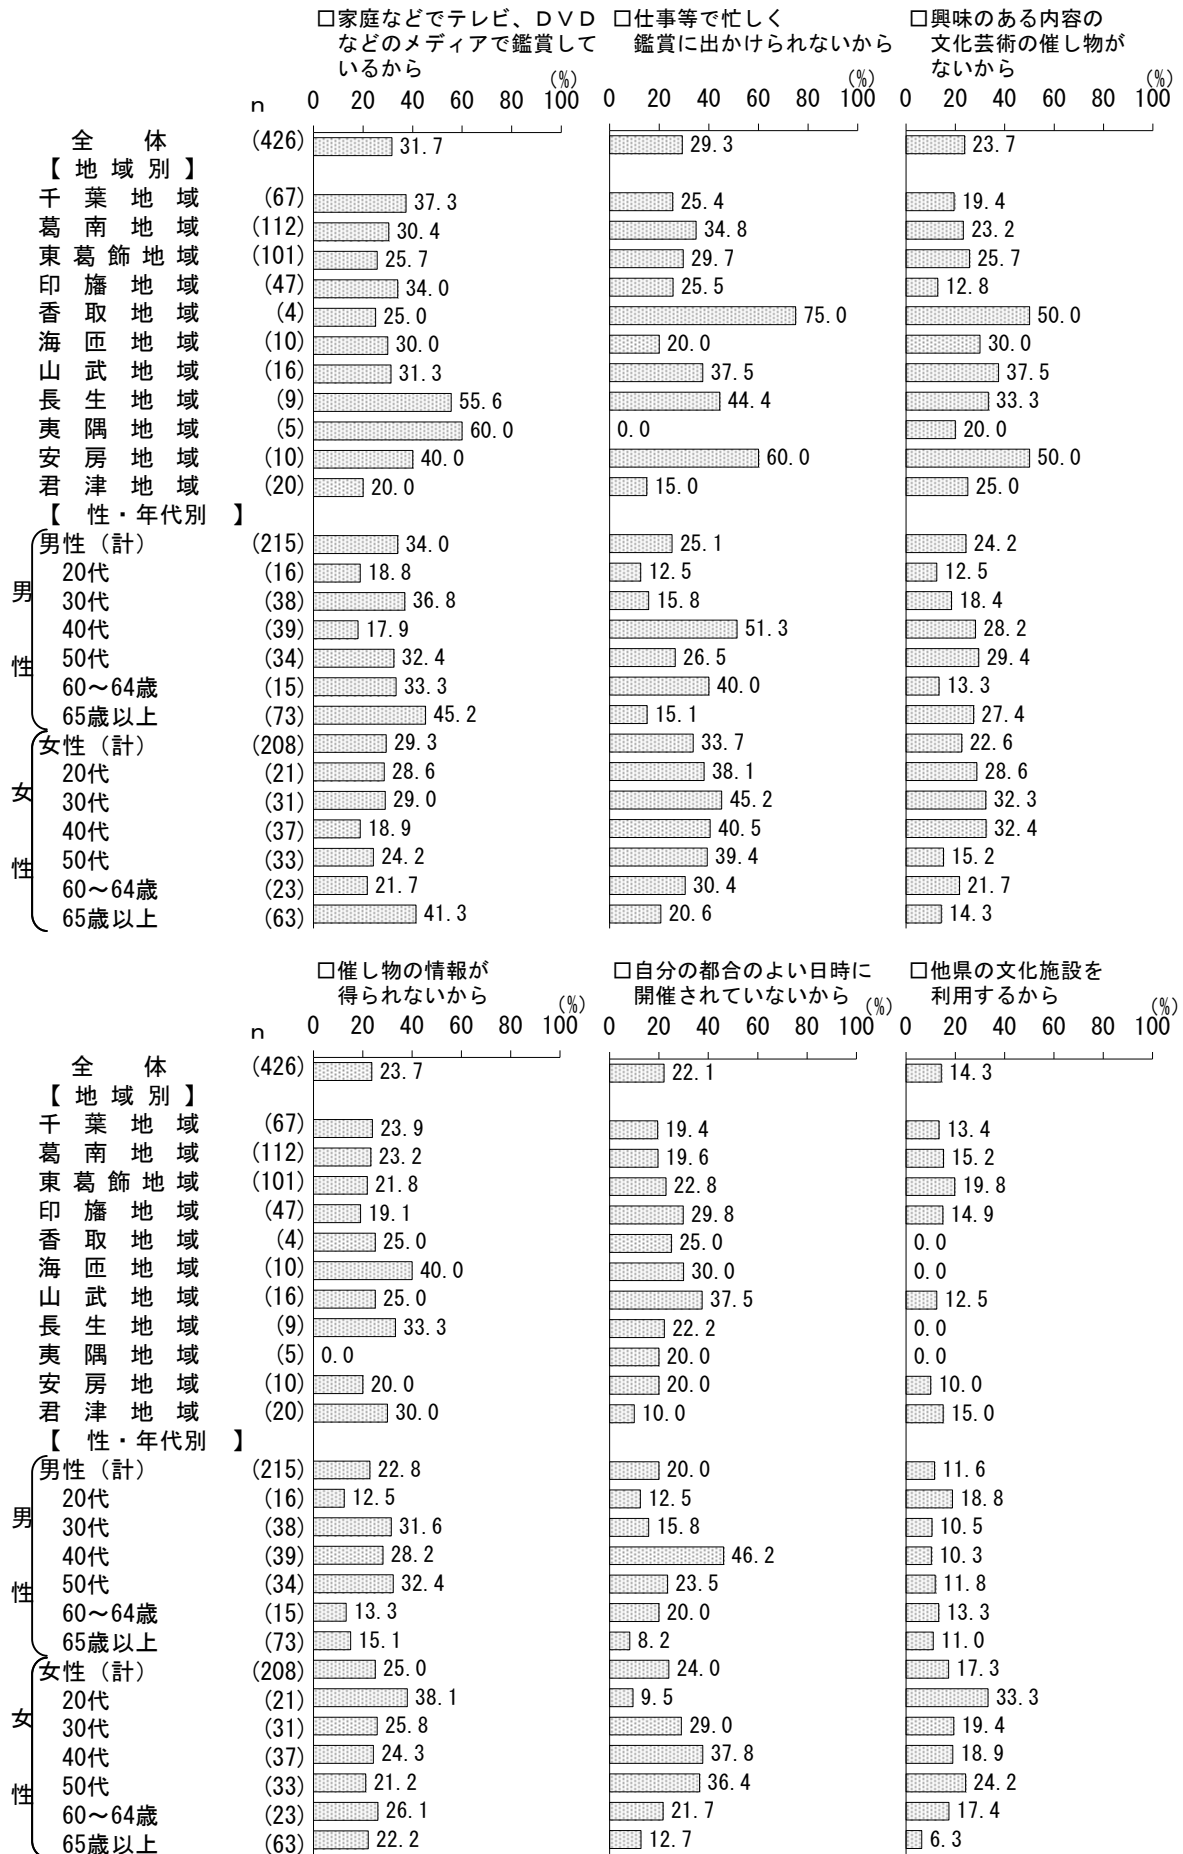 □家庭などでテレビ、ＤＶＤ
などのメディアで鑑賞して
いるから
□仕事等で忙しく
鑑賞に出かけられないから
□興味のある内容の
文化芸術の催し物が
ないから
(%) (%) (%)
ｎ 0 20 40 60 80 100 0 20 40 60 80 100 0 20 40 60 80 100
全体 (426) 31.7 29.3 23.7
【地域別】
千葉地域 (67) 37.3 25.4 19.4
葛南地域 (112) 30.4 34.8 23.2
東葛飾地域 (101) 25.7 29.7 25.7
印旛地域 (47) 34.0 25.5 12.8
香取地域 (4) 25.0 75.0 50.0
海匝地域 (10) 30.0 20.0 30.0
山武地域 (16) 31.3 37.5 37.5
長生地域 (9) 55.6 44.4 33.3
夷隅地域 (5) 60.0 0.0 20.0
安房地域 (10) 40.0 60.0 50.0
君津地域 (20) 20.0 15.0 25.0
【性・年代別】
男性
男性（計） (215) 34.0 25.1 24.2
20代 (16) 18.8 12.5 12.5
30代 (38) 36.8 15.8 18.4
40代 (39) 17.9 51.3 28.2
50代 (34) 32.4 26.5 29.4
60～64歳 (15) 33.3 40.0 13.3
65歳以上 (73) 45.2 15.1 27.4
女性
女性（計） (208) 29.3 33.7 22.6
20代 (21) 28.6 38.1 28.6
30代 (31) 29.0 45.2 32.3
40代 (37) 18.9 40.5 32.4
50代 (33) 24.2 39.4 15.2
60～64歳 (23) 21.7 30.4 21.7
65歳以上 (63) 41.3 20.6 14.3
□催し物の情報が
得られないから
□自分の都合のよい日時に
開催されていないから
□他県の文化施設を
利用するから
(%) (%) (%)
ｎ 0 20 40 60 80 100 0 20 40 60 80 100 0 20 40 60 80 100
全体 (426) 23.7 22.1 14.3
【地域別】
千葉地域 (67) 23.9 19.4 13.4
葛南地域 (112) 23.2 19.6 15.2
東葛飾地域 (101) 21.8 22.8 19.8
印旛地域 (47) 19.1 29.8 14.9
香取地域 (4) 25.0 25.0 0.0
海匝地域 (10) 40.0 30.0 0.0
山武地域 (16) 25.0 37.5 12.5
長生地域 (9) 33.3 22.2 0.0
夷隅地域 (5) 0.0 20.0 0.0
安房地域 (10) 20.0 20.0 10.0
君津地域 (20) 30.0 10.0 15.0
【性・年代別】
男性
男性（計） (215) 22.8 20.0 11.6
20代 (16) 12.5 12.5 18.8
30代 (38) 31.6 15.8 10.5
40代 (39) 28.2 46.2 10.3
50代 (34) 32.4 23.5 11.8
60～64歳 (15) 13.3 20.0 13.3
65歳以上 (73) 15.1 8.2 11.0
女性
女性（計） (208) 25.0 24.0 17.3
20代 (21) 38.1 9.5 33.3
30代 (31) 25.8 29.0 19.4
40代 (37) 24.3 37.8 18.9
50代 (33) 21.2 36.4 24.2
60～64歳 (23) 26.1 21.7 17.4
65歳以上 (63) 22.2 12.7 6.3